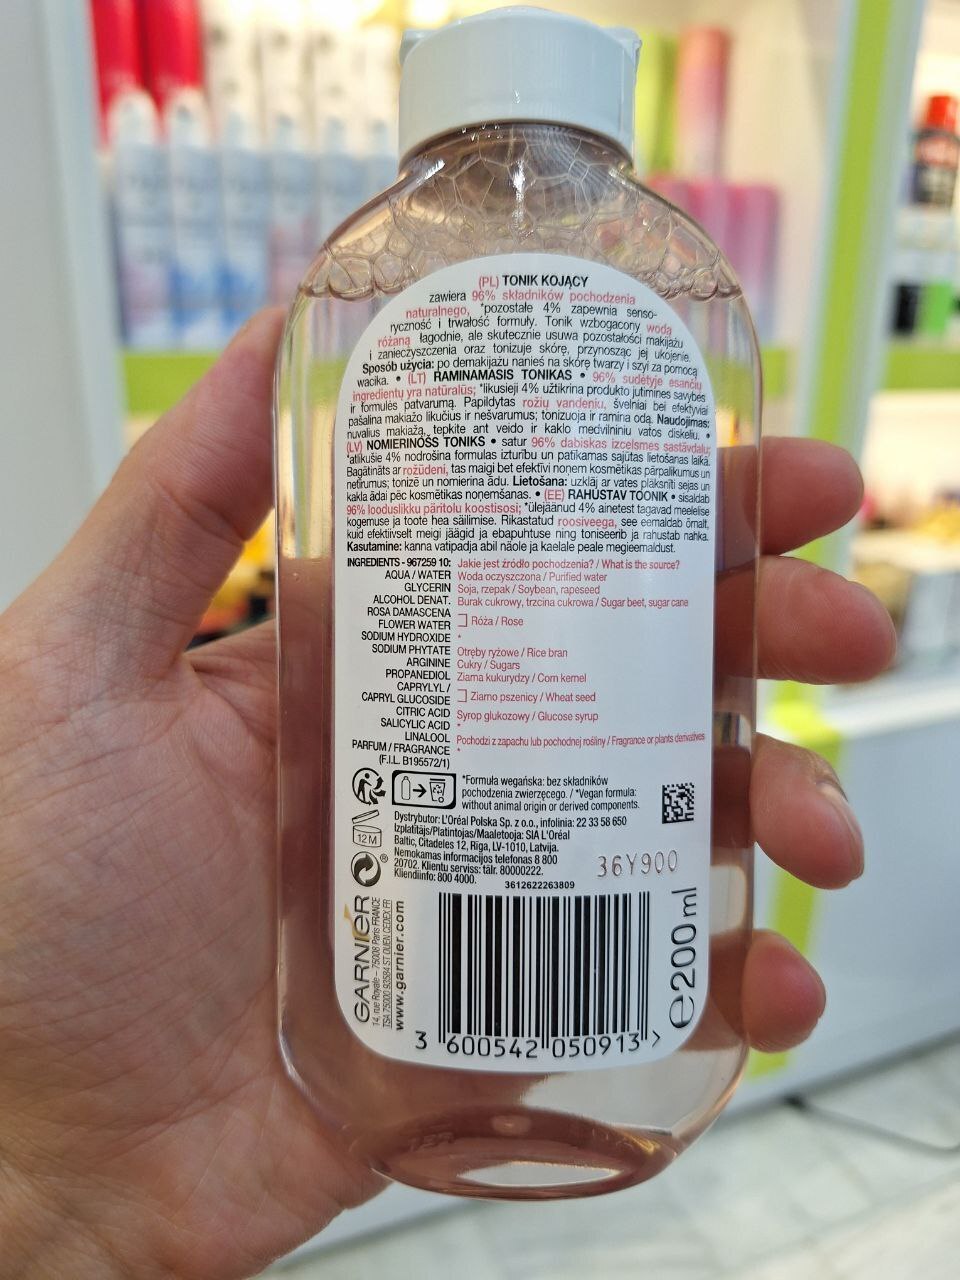 (PL) TONIK KOJĄCY
zawiera 96% składników pochodzenia
naturalnego, *pozostałe 4% zapewnia senso-
ryczność i trwałość formuły. Tonik wzbogacony wodą
różaną łagodnie, ale skutecznie usuwa pozostałości makijażu
i zanieczyszczenia oraz tonizuje skórę, przynosząc jej ukojenie.
Sposób użycia: po demakijażu nanieś na skórę twarzy i szyi za pomocą
wacika. • (LT) RAMINAMASIS TONIKAS • 96% sudėtyje esančių
ingredientų yra natūralūs; *likusieji 4% užtikrina produkto jutimines savybes
ir formulės patvarumą. Papildytas rožių vandeniu, švelniai bei efektyviai
pašalina makiažo likučius ir nešvarumus; tonizuoja ir ramina odą. Naudojimas:
nuvalius makiažą, tepkite ant veido ir kaklo medvilniniu vatos diskeliu. •
(LV) NOMIERINOŠS TONIKS • satur 96% dabiskas izcelsmes sastāvdaļu;
*atlikušie 4% nodrošina formulas izturību un patīkamas sajūtas lietošanas laikā.
Bagātināts ar rožūdeni, tas maigi bet efektīvi noņem kosmētikas pārpalikumus un
netīrumus; tonizē un nomierina ādu. Lietošana: uzklāj ar vates plāksnīti sejas un
kakla ādai pēc kosmētikas noņemšanas. • (EE) RAHUSTAV TOONIK • sisaldab
96% looduslikku päritolu koostisosi; *ülejäänud 4% ainetest tagavad meelelise
kogemuse ja toote hea säilimise. Rikastatud roosiveega, see eemaldab õrnalt,
kuid efektiivselt meigi jäägid ja ebapuhtuse ning toniseerib ja rahustab nahka.
Kasutamine: kanna vatipadja abil näole ja kaelale peale meigieemaldust.
INGREDIENTS - 967259 10: Jakie jest źródło pochodzenia? / What is the source?
AQUA / WATER Woda oczyszczona / Purified water
GLYCERIN Soja, rzepak / Soybean, rapeseed
ALCOHOL DENAT. Burak cukrowy, trzcina cukrowa / Sugar beet, sugar cane
ROSA DAMASCENA
FLOWER WATER Róża / Rose
SODIUM HYDROXIDE *
SODIUM PHYTATE Otręby ryżowe / Rice bran
ARGININE Cukry / Sugars
PROPANEDIOL Ziarna kukurydzy / Corn kernel
CAPRYLYL /
CAPRYL GLUCOSIDE Ziarno pszenicy / Wheat seed
CITRIC ACID Syrop glukozowy / Glucose syrup
SALICYLIC ACID *
LINALOOL Pochodzi z zapachu lub pochodnej rośliny / Fragrance or plants derivatives
PARFUM / FRAGRANCE *
(F.I.L. B195572/1)
*Formuła wegańska: bez składników
pochodzenia zwierzęcego. / *Vegan formula:
without animal origin or derived components.
12 M
Dystrybutor: L'Oréal Polska Sp. z o.o., infolinia: 22 33 58 650
Izplatītājs/Platintojas/Maaletooja: SIA L'Oréal
Baltic, Citadeles 12, Riga, LV-1010, Latvija.
Nemokamas informacijos telefonas 8 800
20702. Klientu serviss: tālr. 80000222.
Kliendiinfo: 800 4000.
36Y900
3612622263809
GARNIER
14, rue Royale – 75008 Paris FRANCE
TSA 75000 93584 ST OUEN CEDEX FR
www.garnier.com
3 600542 050913 >
e 200 ml